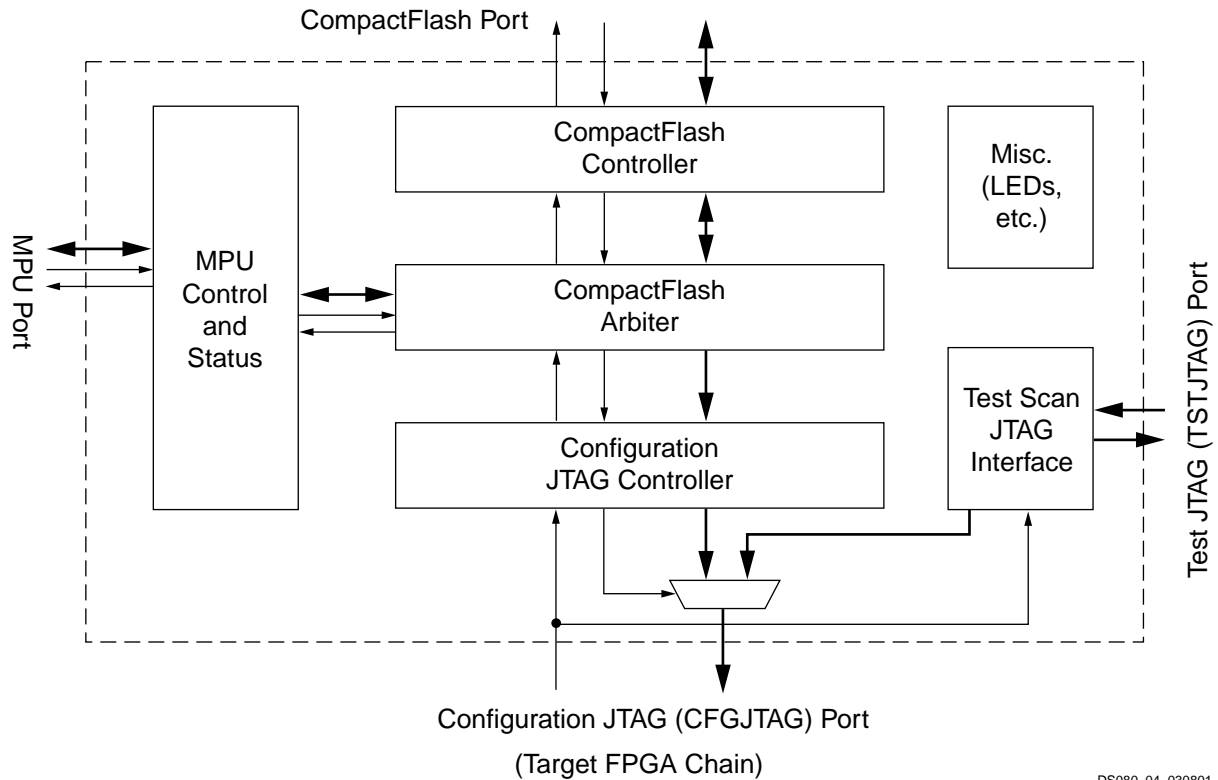 CompactFlash Port
CompactFlash
Controller
Misc.
(LEDs,
etc.)
MPU Port
MPU
Control
and
Status
CompactFlash
Arbiter
Test Scan
JTAG
Interface
Test JTAG (TSTJTAG) Port
Configuration
JTAG Controller
Configuration JTAG (CFGJTAG) Port
(Target FPGA Chain)
DS080_04_030801